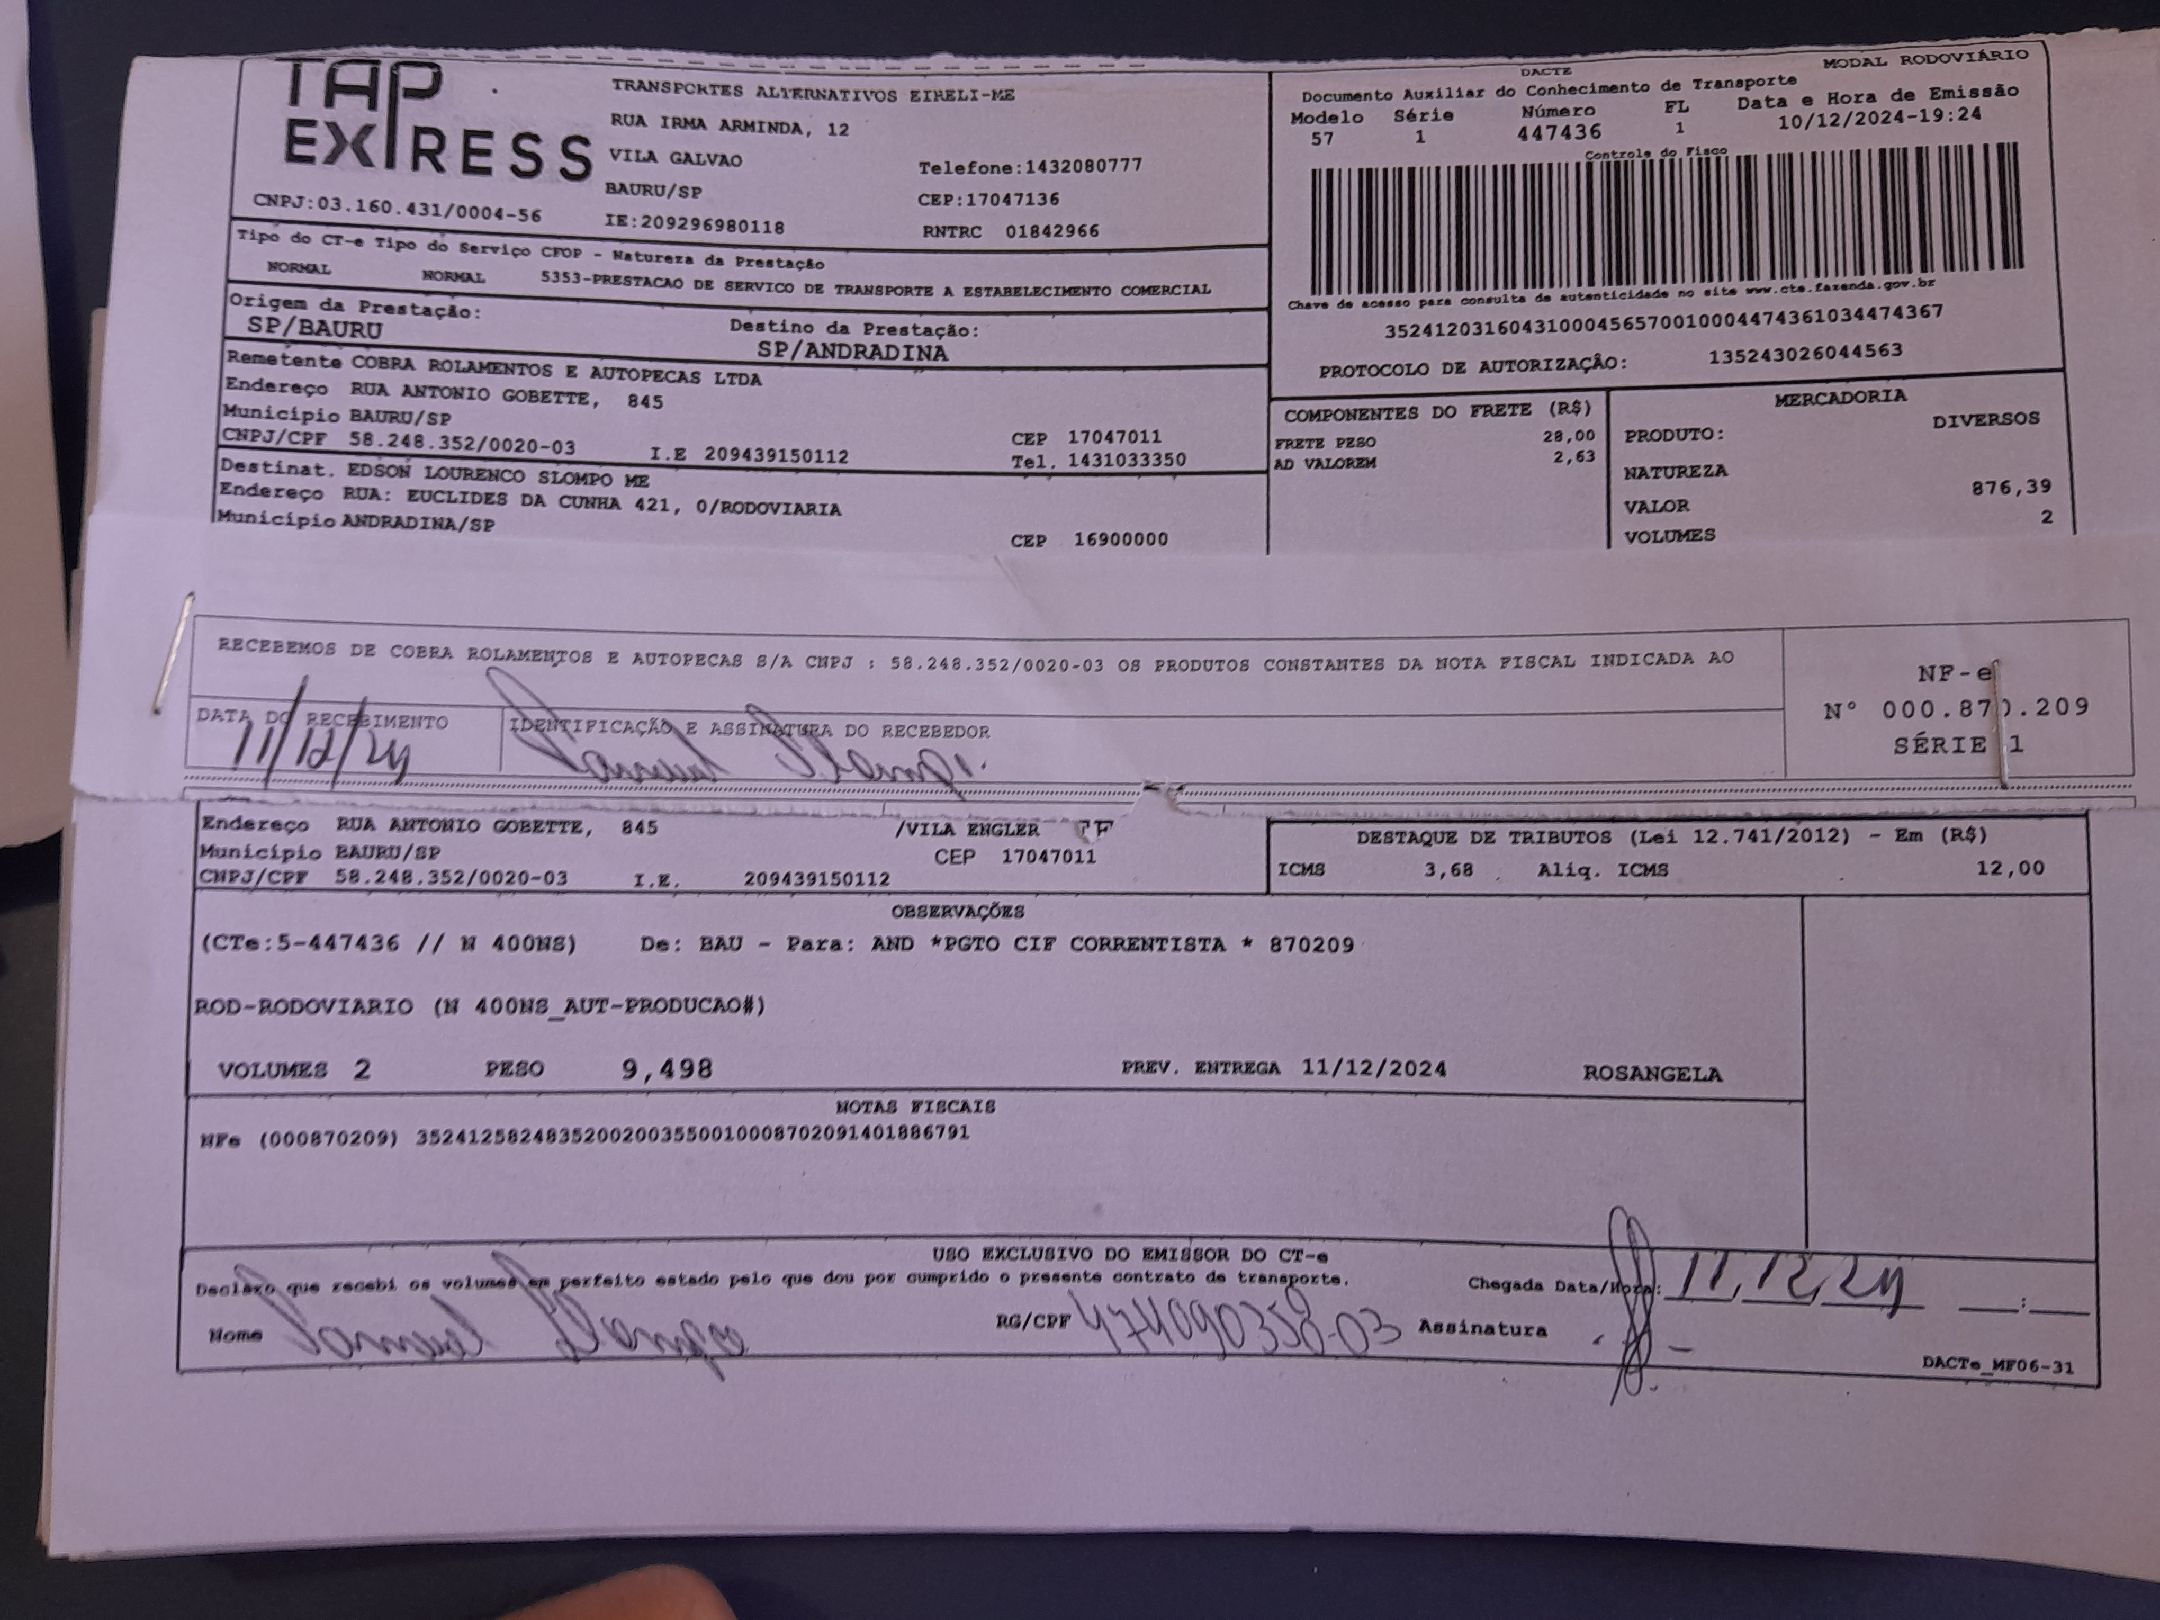 TAP
EXPRESS
CNPJ:03.160.431/0004-56
TRANSPORTES ALTERNATIVOS EIRELI-ME
RUA IRMA ARMINDA, 12
VILA GALVAO Telefone:1432080777
BAURU/SP CEP:17047136
IE:209296980118 RNTRC 01842966
DACTE MODAL RODOVIÁRIO
Documento Auxiliar do Conhecimento de Transporte
Modelo Série Número FL Data e Hora de Emissão
57 1 447436 1 10/12/2024-19:24
Controle do Fisco
Chave de acesso para consulta de autenticidade no site www.cte.fazenda.gov.br
35241203160431000456570010004474361034474367
PROTOCOLO DE AUTORIZAÇÂO: 135243026044563
Tipo do CT-e Tipo do Serviço CFOP - Natureza da Prestação
NORMAL NORMAL 5353-PRESTACAO DE SERVICO DE TRANSPORTE A ESTABELECIMENTO COMERCIAL
Origem da Prestação: Destino da Prestação:
SP/BAURU SP/ANDRADINA
Remetente COBRA ROLAMENTOS E AUTOPECAS LTDA
Endereço RUA ANTONIO GOBETTE, 845
Município BAURU/SP CEP 17047011
CNPJ/CPF 58.248.352/0020-03 I.E 209439150112 Tel. 1431033350
Destinat. EDSON LOURENCO SLOMPO ME
Endereço RUA: EUCLIDES DA CUNHA 421, 0/RODOVIARIA
Município ANDRADINA/SP CEP 16900000
COMPONENTES DO FRETE (R$)
FRETE PESO 28,00
AD VALOREM 2,63
MERCADORIA
PRODUTO: DIVERSOS
NATUREZA
VALOR 876,39
VOLUMES 2
RECEBEMOS DE COBRA ROLAMENTOS E AUTOPECAS S/A CNPJ : 58.248.352/0020-03 OS PRODUTOS CONSTANTES DA NOTA FISCAL INDICADA AO
DATA DO RECEBIMENTO IDENTIFICAÇÃO E ASSINATURA DO RECEBEDOR
11/12/24
NF-e
N° 000.870.209
SÉRIE 1
Endereço RUA ANTONIO GOBETTE, 845 /VILA ENGLER
Município BAURU/SP CEP 17047011
CNPJ/CPF 58.248.352/0020-03 I.E. 209439150112
DESTAQUE DE TRIBUTOS (Lei 12.741/2012) - Em (R$)
ICMS 3,68 Aliq. ICMS 12,00
OBSERVAÇÕES
(CTe:5-447436 // N 400NS) De: BAU - Para: AND *PGTO CIF CORRENTISTA * 870209
ROD-RODOVIARIO (N 400NS_AUT-PRODUCAO#)
VOLUMES 2 PESO 9,498 PREV. ENTREGA 11/12/2024 ROSANGELA
NOTAS FISCAIS
NFe (000870209) 35241258248352002003550010008702091401886791
USO EXCLUSIVO DO EMISSOR DO CT-e
Declaro que recebi os volumes em perfeito estado pelo que dou por cumprido o presente contrato de transporte.
Chegada Data/Hora: 11,12,24 :
Nome RG/CPF Assinatura
DACTe_MF06-31